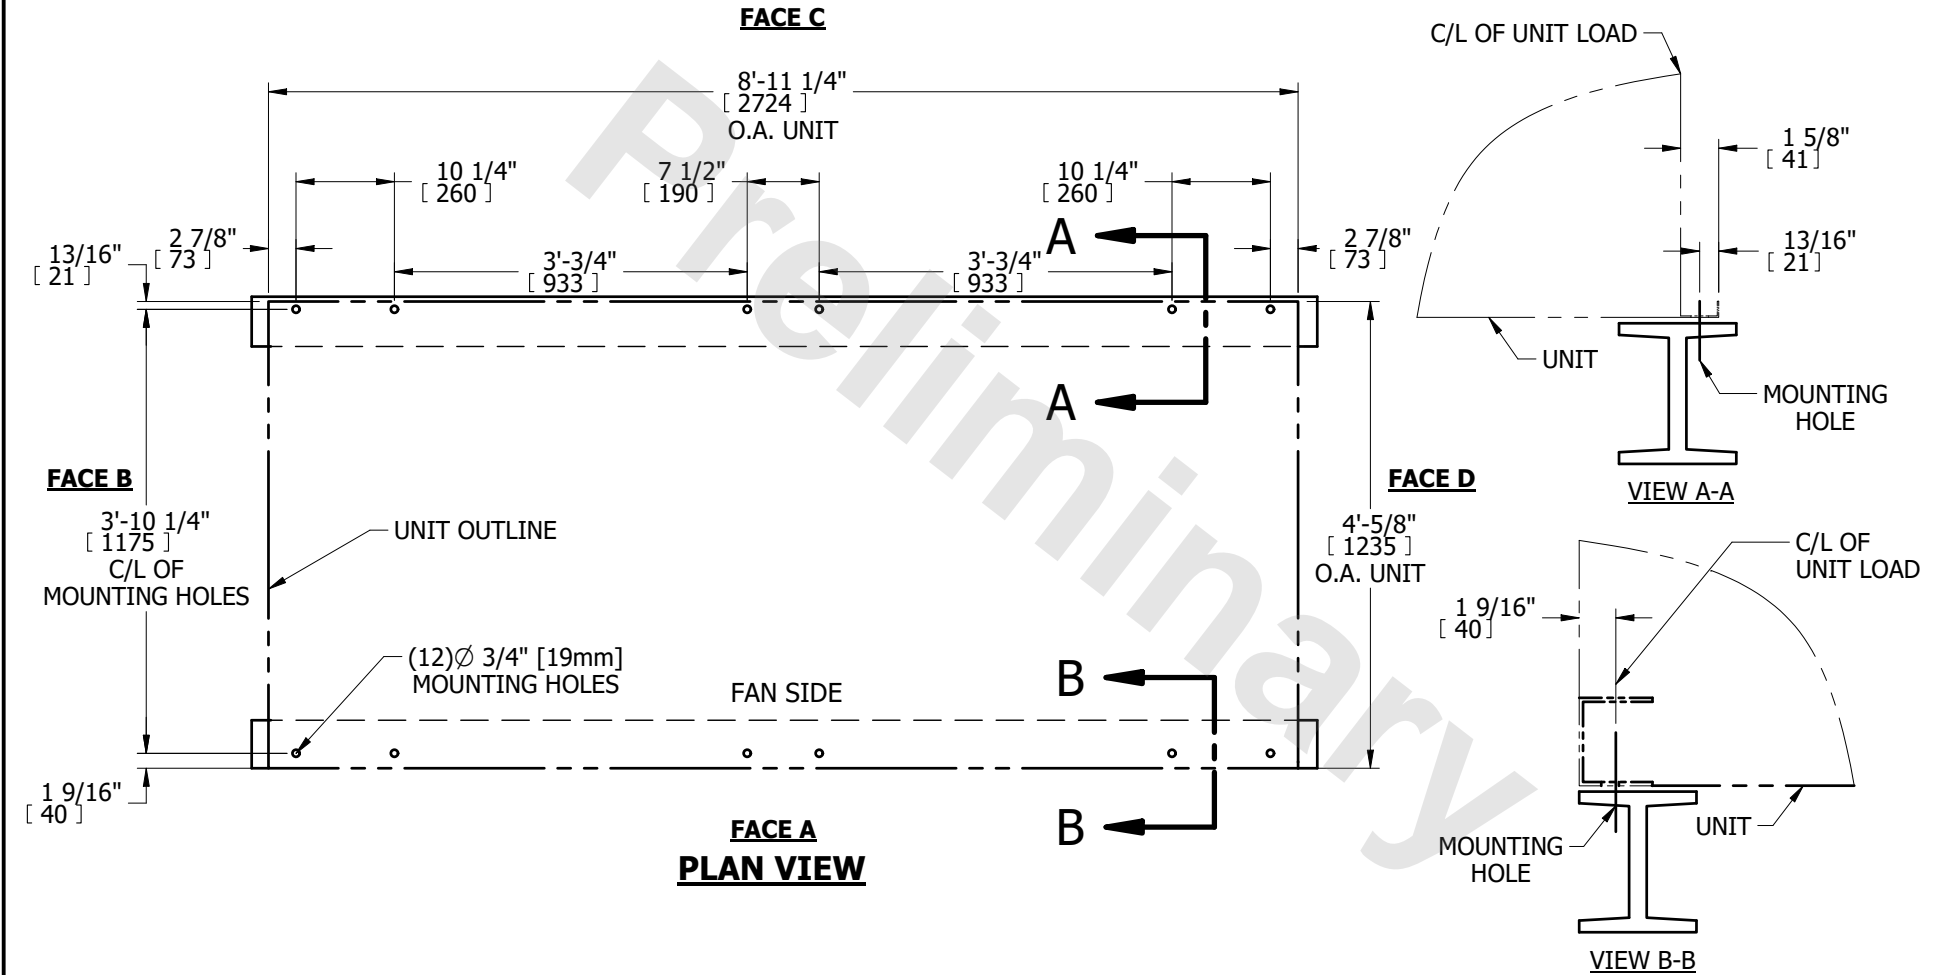 FACE C
8'-11 1/4"
[ 2724 ]
O.A. UNIT
10 1/4"
[ 260 ]
7 1/2"
[ 190 ]
10 1/4"
[ 260 ]
13/16"
[ 21 ]
2 7/8"
[ 73 ]
3'-3/4"
[ 933 ]
3'-3/4"
[ 933 ]
2 7/8"
[ 73 ]
A
A
FACE B
3'-10 1/4"
[ 1175 ]
C/L OF
MOUNTING HOLES
UNIT OUTLINE
FACE D
4'-5/8"
[ 1235 ]
O.A. UNIT
(12)Ø 3/4" [19mm]
MOUNTING HOLES
FAN SIDE
B
B
1 9/16"
[ 40 ]
FACE A
PLAN VIEW
C/L OF UNIT LOAD
1 5/8"
[ 41 ]
13/16"
[ 21 ]
UNIT
MOUNTING
HOLE
VIEW A-A
C/L OF
UNIT LOAD
1 9/16"
[ 40 ]
UNIT
MOUNTING
HOLE
VIEW B-B
Preliminary